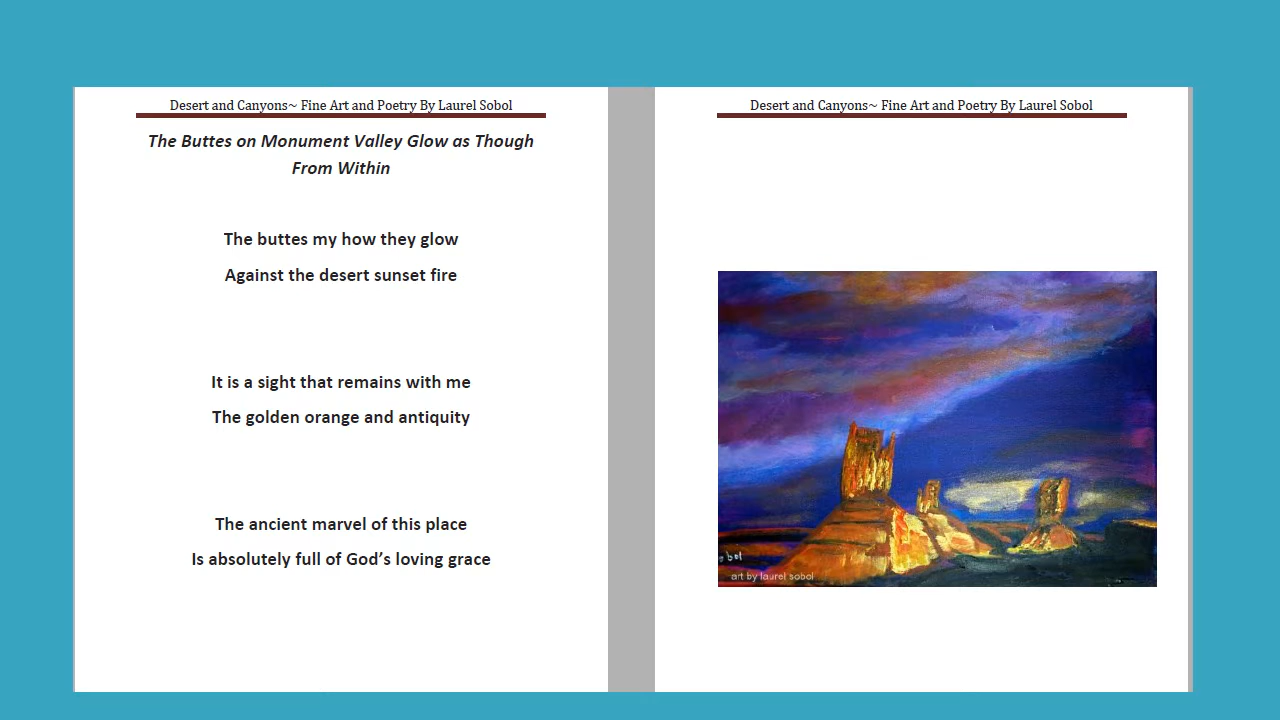 Desert and Canyons~ Fine Art and Poetry By Laurel Sobol
The Buttes on Monument Valley Glow as Though
From Within
The buttes my how they glow
Against the desert sunset fire
It is a sight that remains with me
The golden orange and antiquity
The ancient marvel of this place
Is absolutely full of God’s loving grace
Desert and Canyons~ Fine Art and Poetry By Laurel Sobol
art by laurel sobol